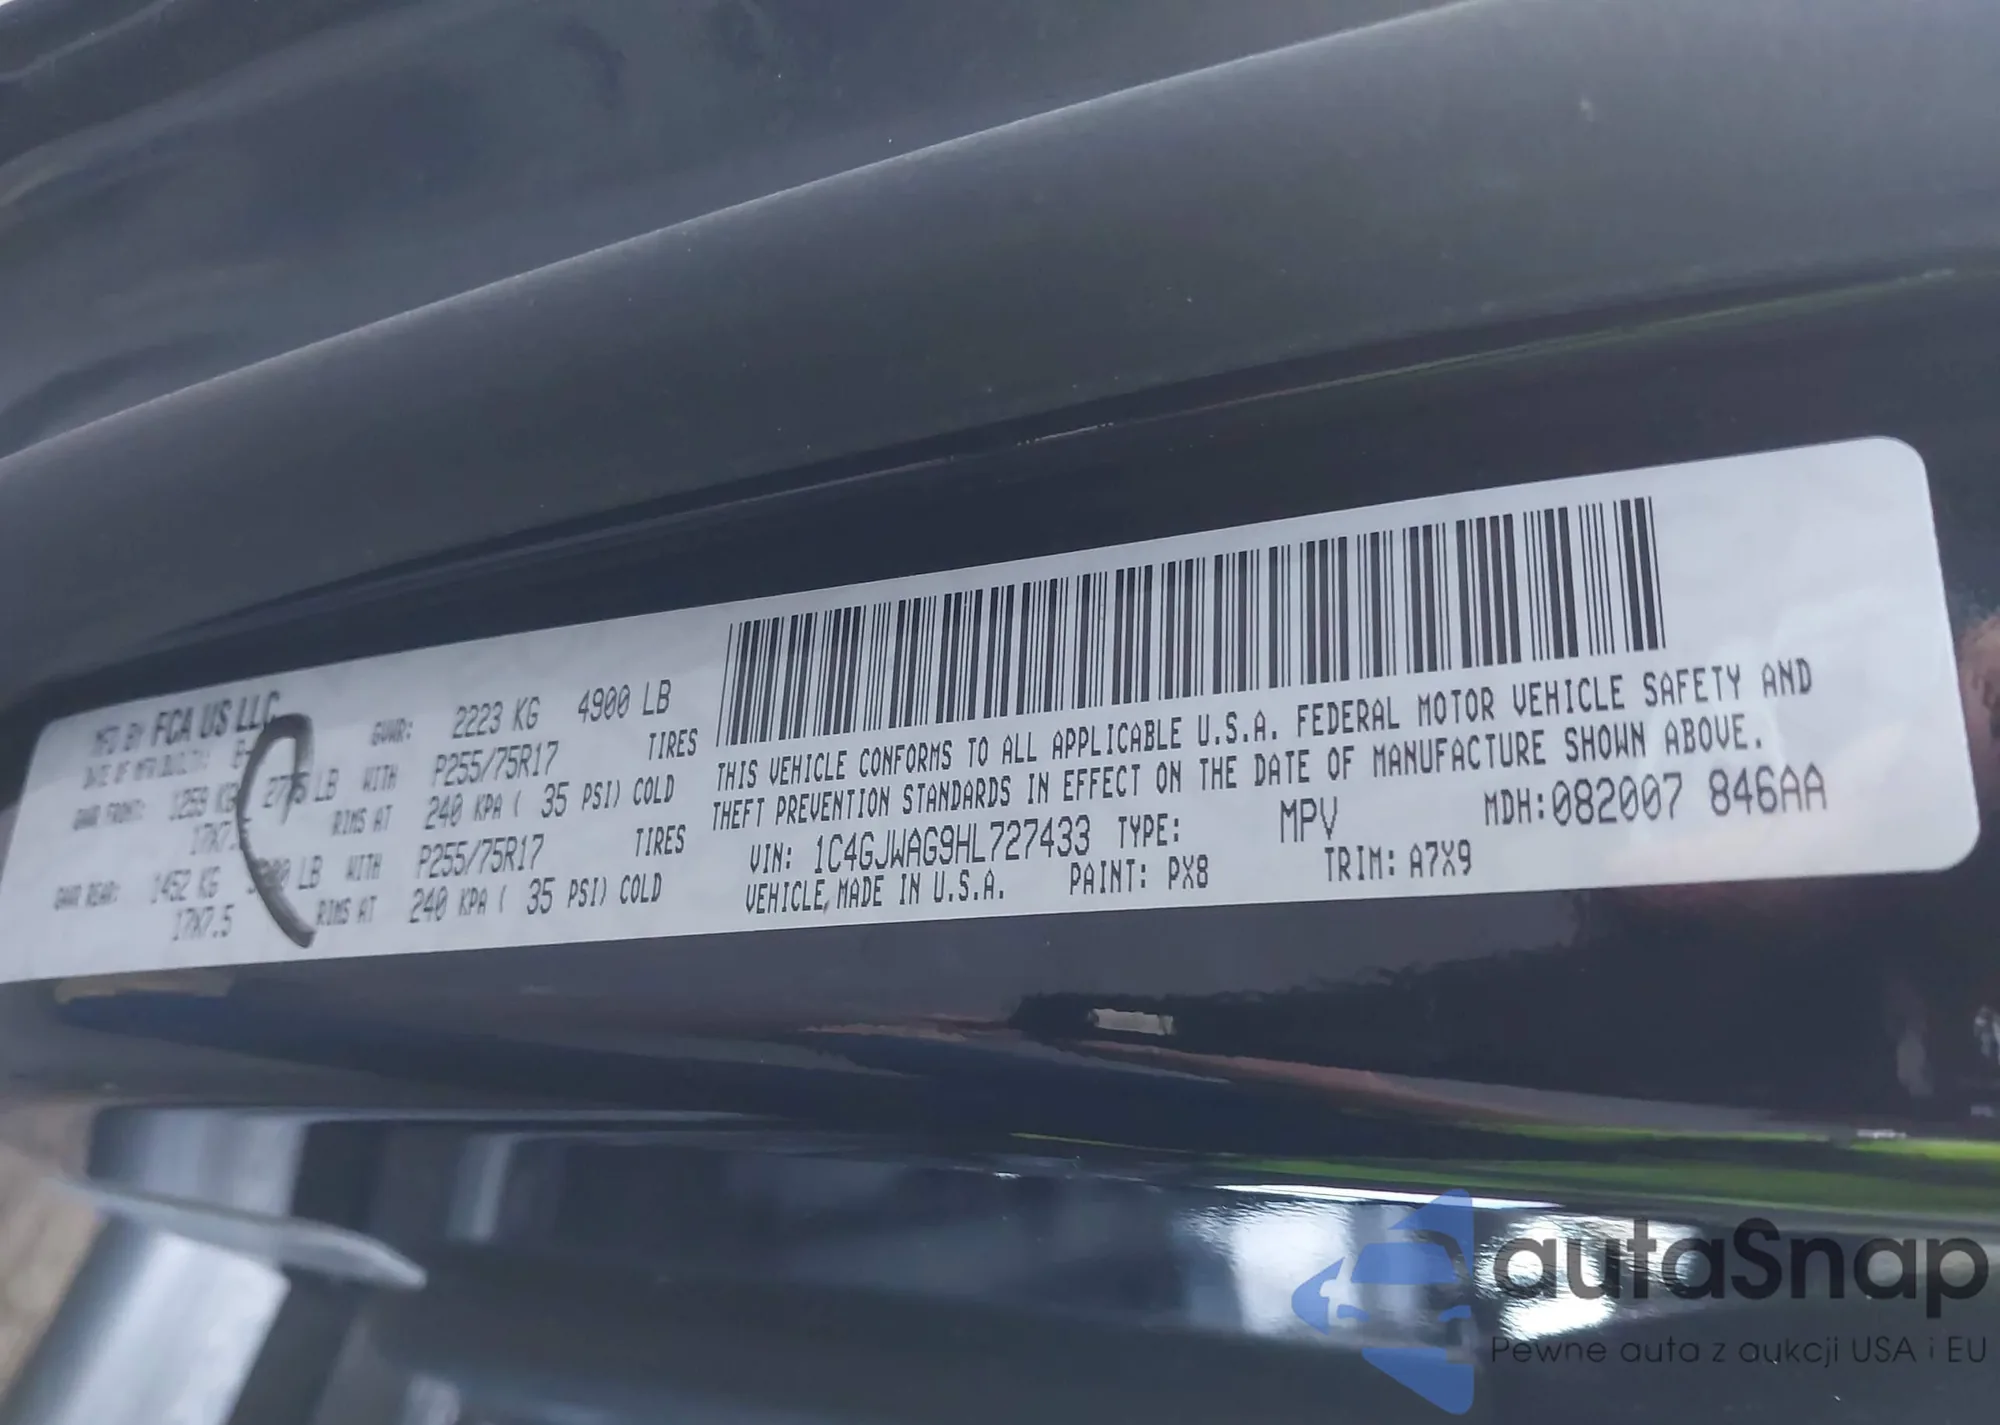 MFD BY FCA US LLC GVWR: 2223 KG 4900 LB
DATE OF MFR
GAWR FRONT: 1259 KG LB WITH P255/75R17 TIRES
RIMS AT 240 KPA ( 35 PSI) COLD
GAWR REAR: 1452 KG LB WITH P255/75R17 TIRES
17X7.5 RIMS AT 240 KPA ( 35 PSI) COLD
THIS VEHICLE CONFORMS TO ALL APPLICABLE U.S.A. FEDERAL MOTOR VEHICLE SAFETY AND
THEFT PREVENTION STANDARDS IN EFFECT ON THE DATE OF MANUFACTURE SHOWN ABOVE.
VIN: 1C4GJWAG9HL727433 TYPE: MPV MDH:082007 846AA
VEHICLE MADE IN U.S.A. PAINT: PX8 TRIM: A7X9
autaSnap
Pewne auta z aukcji USA i EU